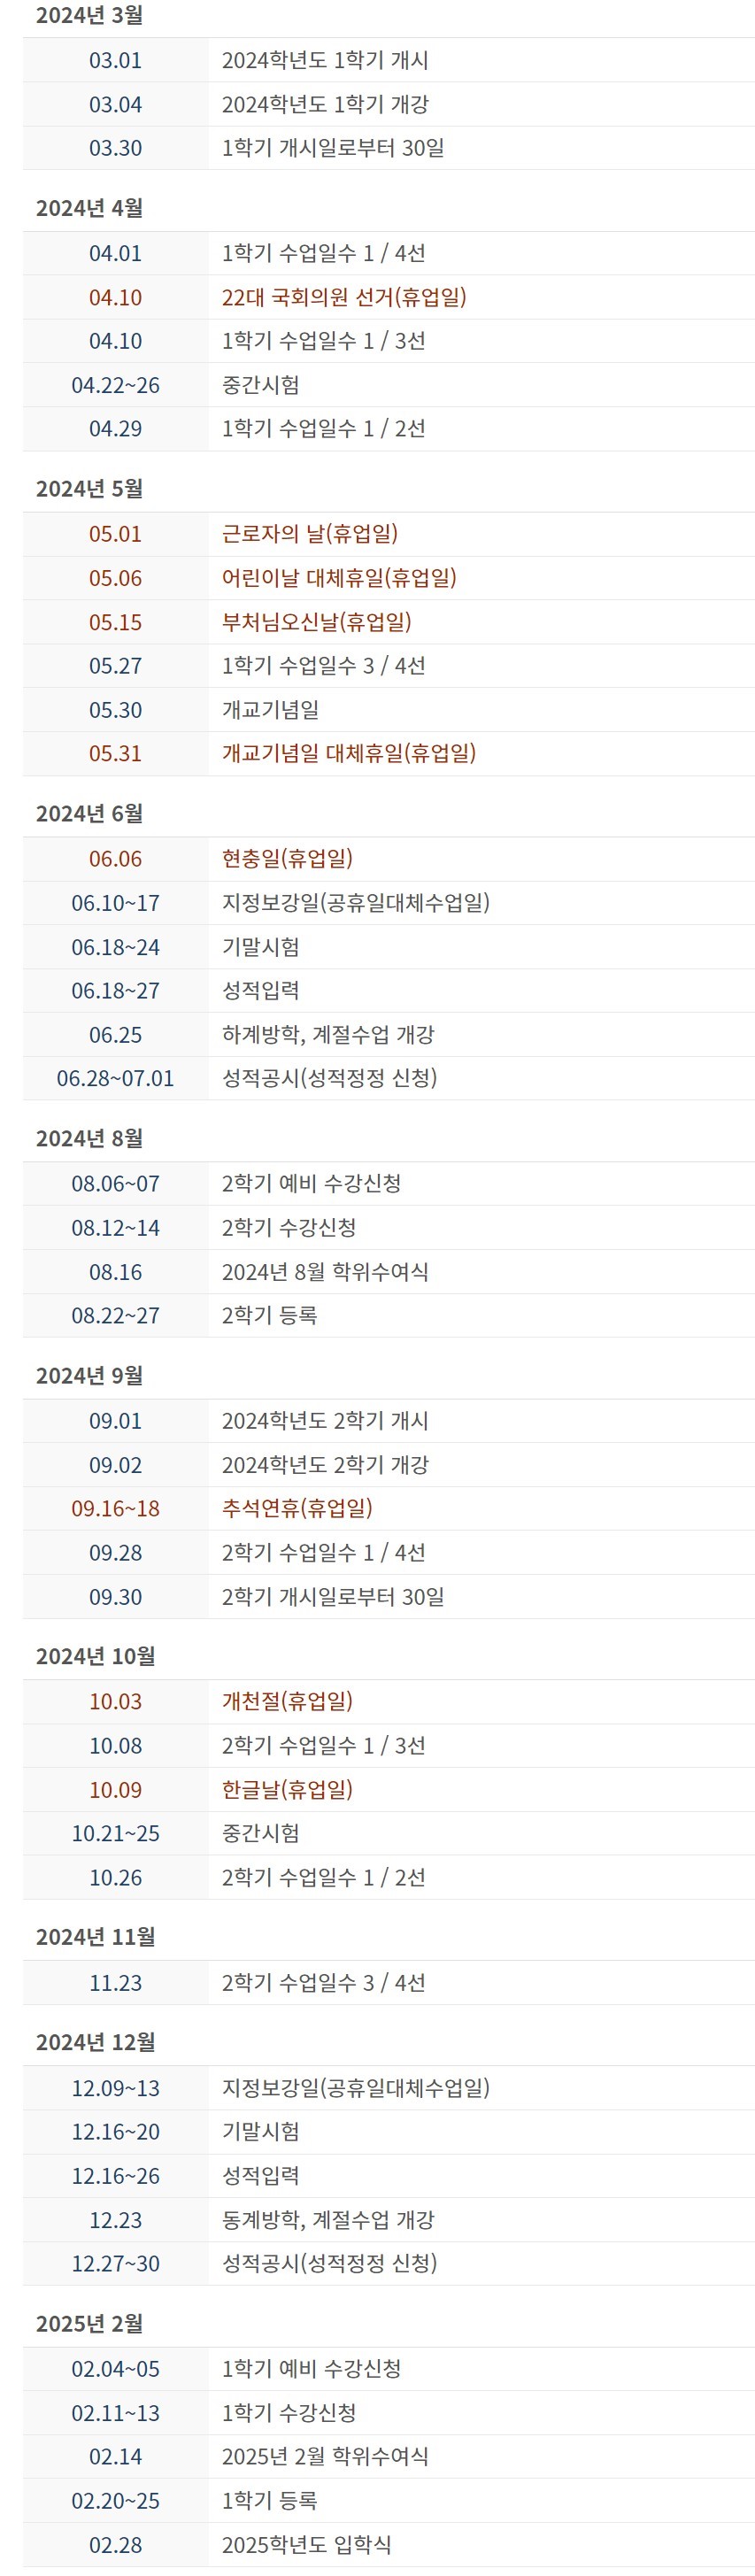 2024년 3월
03.01 2024학년도 1학기 개시
03.04 2024학년도 1학기 개강
03.30 1학기 개시일로부터 30일
2024년 4월
04.01 1학기 수업일수 1 / 4선
04.10 22대 국회의원 선거(휴업일)
04.10 1학기 수업일수 1 / 3선
04.22~26 중간시험
04.29 1학기 수업일수 1 / 2선
2024년 5월
05.01 근로자의 날(휴업일)
05.06 어린이날 대체휴일(휴업일)
05.15 부처님오신날(휴업일)
05.27 1학기 수업일수 3 / 4선
05.30 개교기념일
05.31 개교기념일 대체휴일(휴업일)
2024년 6월
06.06 현충일(휴업일)
06.10~17 지정보강일(공휴일대체수업일)
06.18~24 기말시험
06.18~27 성적입력
06.25 하계방학, 계절수업 개강
06.28~07.01 성적공시(성적정정 신청)
2024년 8월
08.06~07 2학기 예비 수강신청
08.12~14 2학기 수강신청
08.16 2024년 8월 학위수여식
08.22~27 2학기 등록
2024년 9월
09.01 2024학년도 2학기 개시
09.02 2024학년도 2학기 개강
09.16~18 추석연휴(휴업일)
09.28 2학기 수업일수 1 / 4선
09.30 2학기 개시일로부터 30일
2024년 10월
10.03 개천절(휴업일)
10.08 2학기 수업일수 1 / 3선
10.09 한글날(휴업일)
10.21~25 중간시험
10.26 2학기 수업일수 1 / 2선
2024년 11월
11.23 2학기 수업일수 3 / 4선
2024년 12월
12.09~13 지정보강일(공휴일대체수업일)
12.16~20 기말시험
12.16~26 성적입력
12.23 동계방학, 계절수업 개강
12.27~30 성적공시(성적정정 신청)
2025년 2월
02.04~05 1학기 예비 수강신청
02.11~13 1학기 수강신청
02.14 2025년 2월 학위수여식
02.20~25 1학기 등록
02.28 2025학년도 입학식